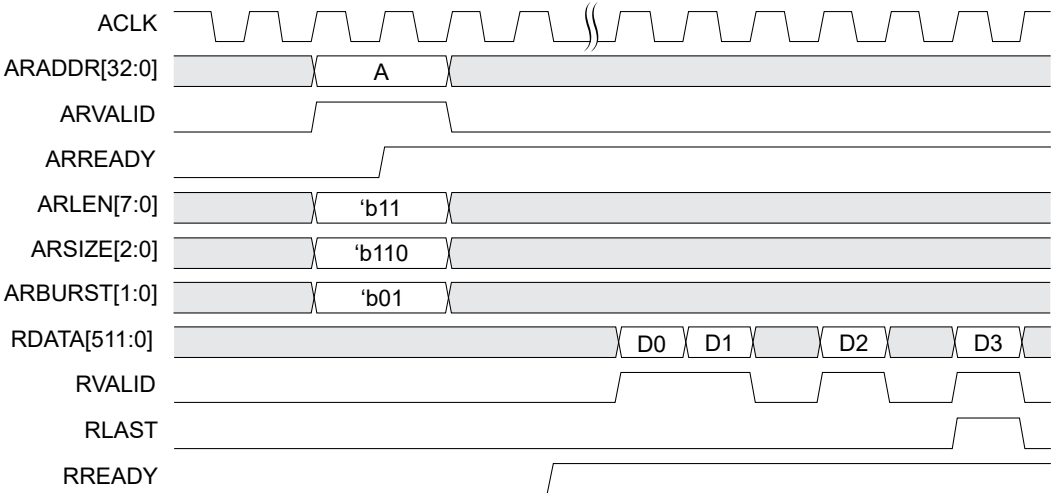 ACLK
ARADDR[32:0] A
ARVALID
ARREADY
ARLEN[7:0] ‘b11
ARSIZE[2:0] ‘b110
ARBURST[1:0] ‘b01
RDATA[511:0] D0 D1 D2 D3
RVALID
RLAST
RREADY